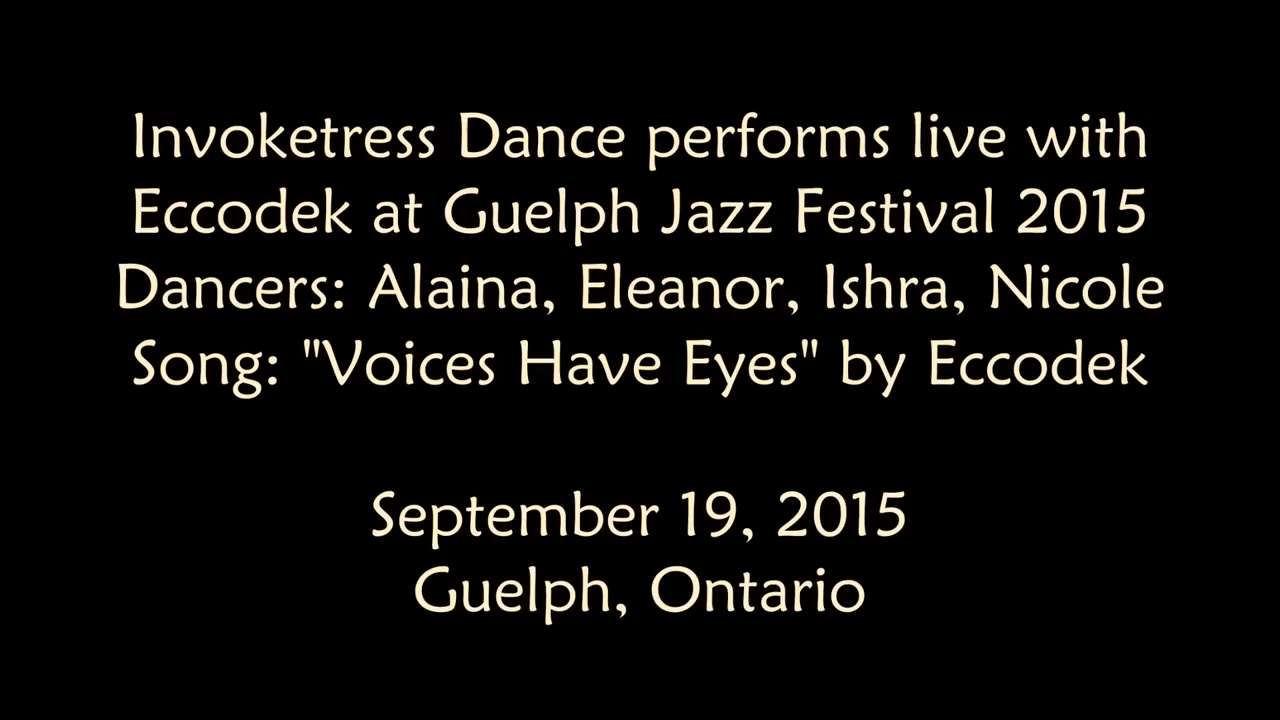 Invoketress Dance performs live with
Eccodek at Guelph Jazz Festival 2015
Dancers: Alaina, Eleanor, Ishra, Nicole
Song: "Voices Have Eyes" by Eccodek
September 19, 2015
Guelph, Ontario